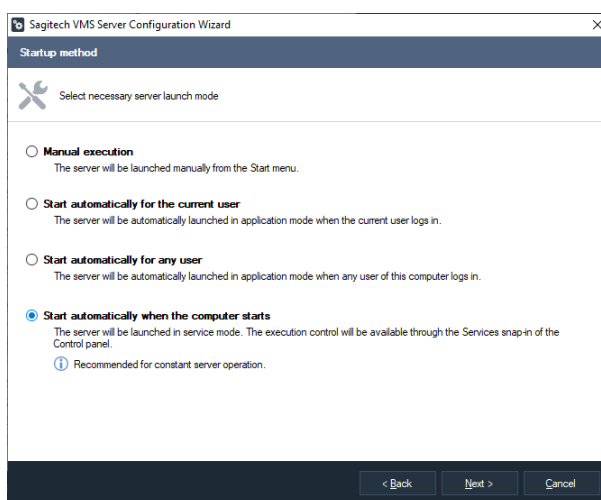 Sagitech VMS Server Configuration Wizard
Startup method
Select necessary server launch mode
Manual execution
The server will be launched manually from the Start menu.
Start automatically for the current user
The server will be automatically launched in application mode when the current user logs in.
Start automatically for any user
The server will be automatically launched in application mode when any user of this computer logs in.
Start automatically when the computer starts
The server will be launched in service mode. The execution control will be available through the Services snap-in of the
Control panel.
Recommended for constant server operation.
< Back Next > Cancel